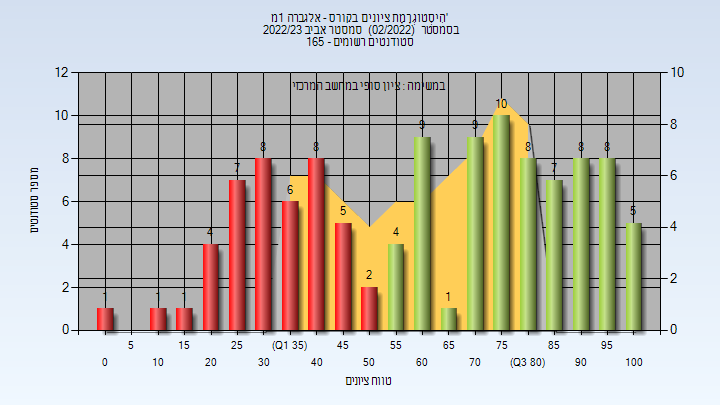 היסטוגרמת ציונים בקורס - אלגברה 1מ'
בסמסטר (02/2022) סמסטר אביב 2022/23
סטודנטים רשומים - 165
במשימה : ציון סופי במחשב המרכזי
12 10 8 6 4 2 0
10 8 6 4 2 0
מספר סטודנטים
1 1 1 4 7 8 6 8 5 2 4 9 1 9 10 8 7 8 8 5
5 15 25 (Q1 35) 45 55 65 75 85 95
0 10 20 30 40 50 60 70 (Q3 80) 90 100
טווח ציונים